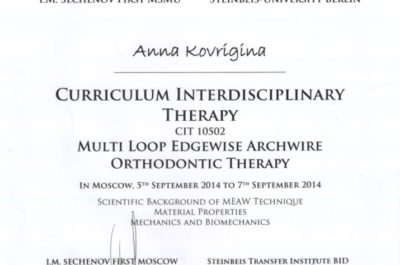 I.M. SECHENOV FIRST MSMU STEINBEIS-UNIVERSITY BERLIN
Anna Kovrigina
CURRICULUM INTERDISCIPLINARY
THERAPY
CIT 10502
MULTI LOOP EDGEWISE ARCHWIRE
ORTHODONTIC THERAPY
IN MOSCOW, 5TH SEPTEMBER 2014 TO 7TH SEPTEMBER 2014
SCIENTIFIC BACKGROUND OF MEAW TECHNIQUE
MATERIAL PROPERTIES
MECHANICS AND BIOMECHANICS
I.M. SECHENOV FIRST MOSCOW STEINBEIS TRANSFER INSTITUTE BID